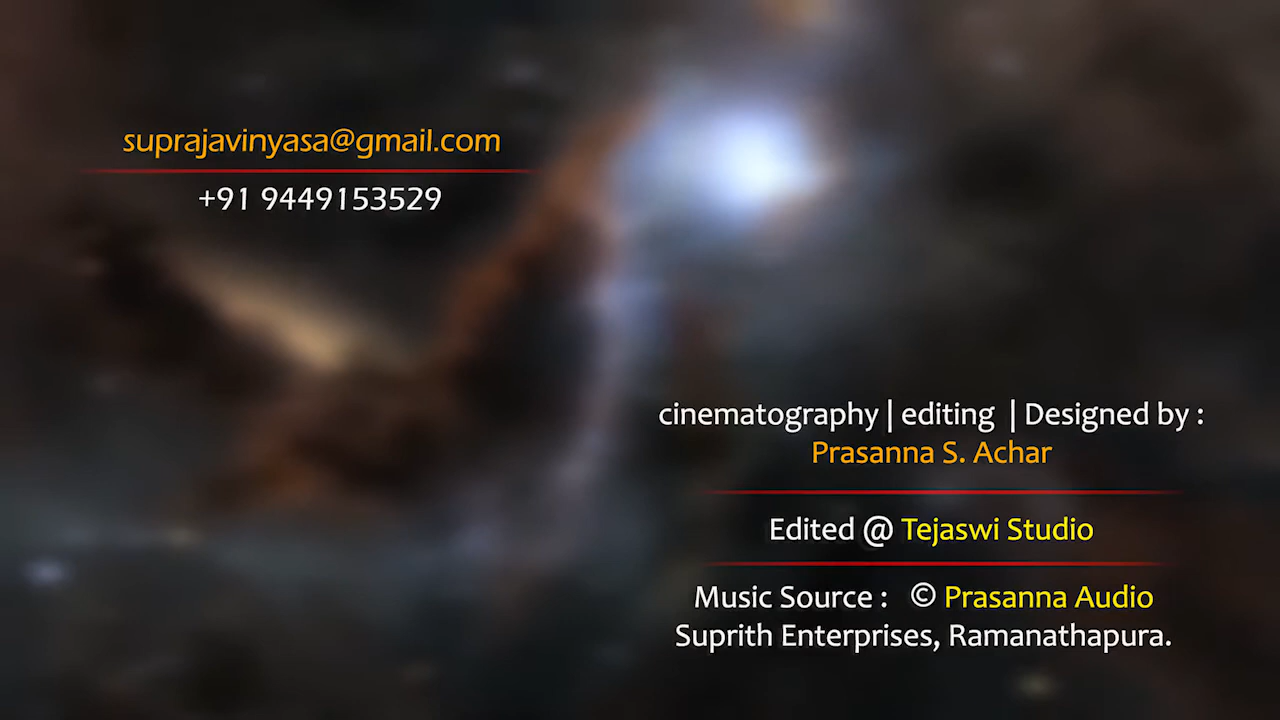 suprajavinyasa@gmail.com
+91 9449153529
cinematography | editing | Designed by :
Prasanna S. Achar
Edited @ Tejaswi Studio
Music Source : © Prasanna Audio
Suprith Enterprises, Ramanathapura.